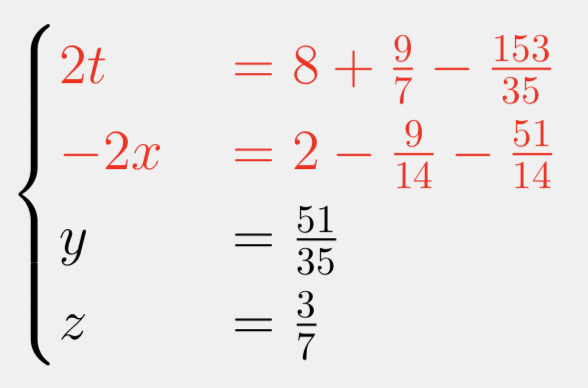 2t = 8 + 9/7 − 153/35
−2x = 2 − 9/14 − 51/14
y = 51/35
z = 3/7